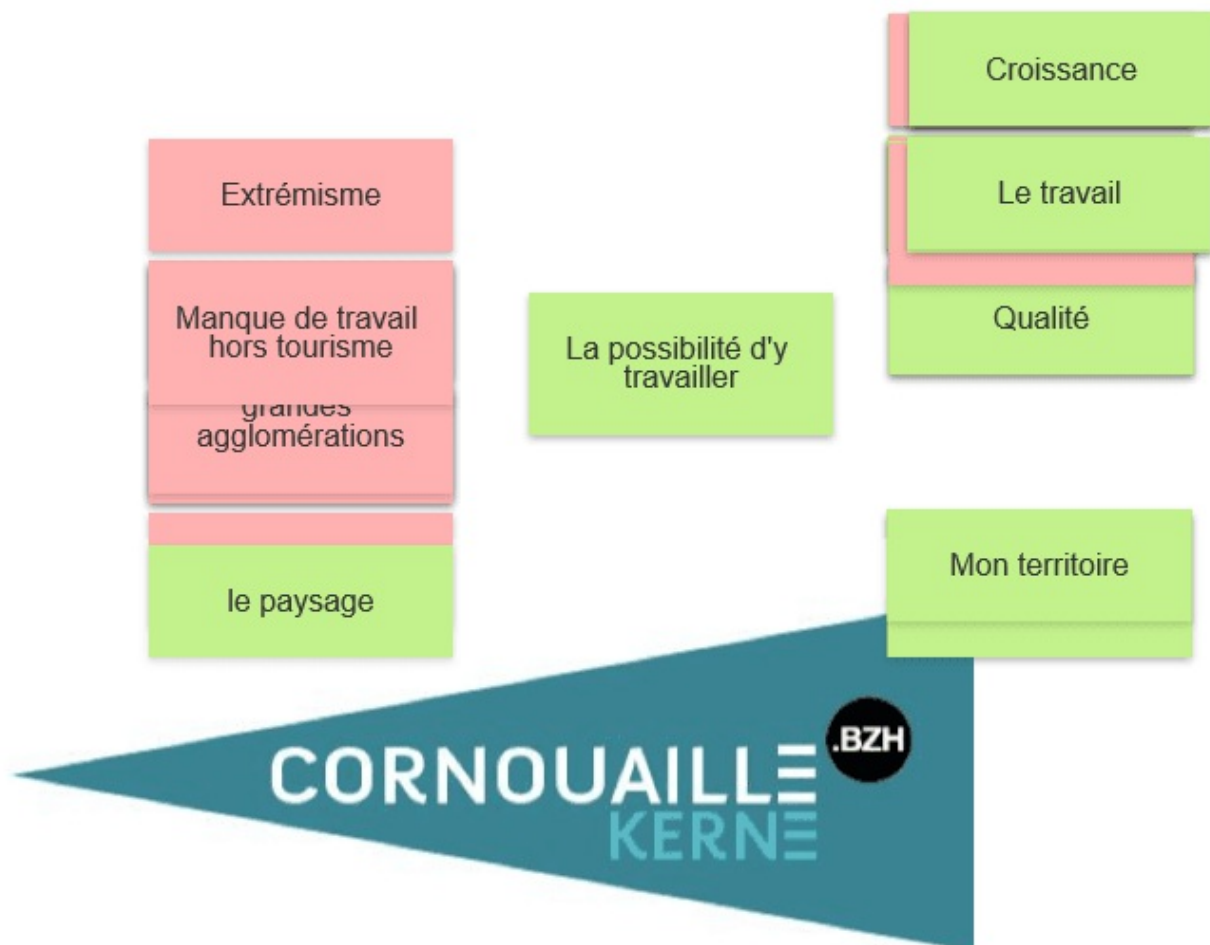 Croissance
Extrémisme
Le travail
Manque de travail
hors tourisme
La possibilité d'y
travailler
Qualité
grandes
agglomérations
Mon territoire
le paysage
CORNOUAILLE
.BZH
KERNE